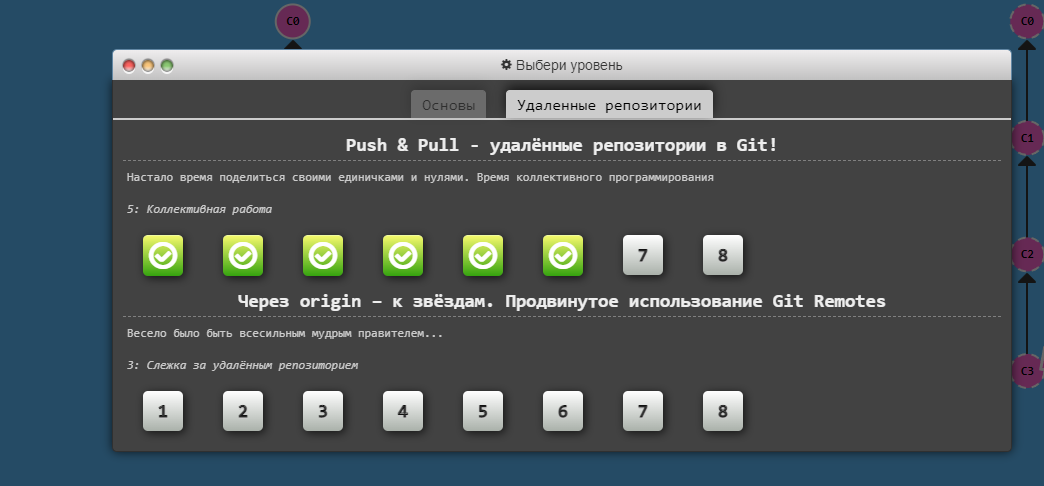 C0
C0
Выбери уровень
Основы
Удаленные репозитории
C1
Push & Pull - удалённые репозитории в Git!
Настало время поделиться своими единичками и нулями. Время коллективного программирования
5: Коллективная работа
7 8
C2
Через origin – к звёздам. Продвинутое использование Git Remotes
Весело было быть всесильным мудрым правителем...
3: Слежка за удалённым репозиторием
C3
1 2 3 4 5 6 7 8